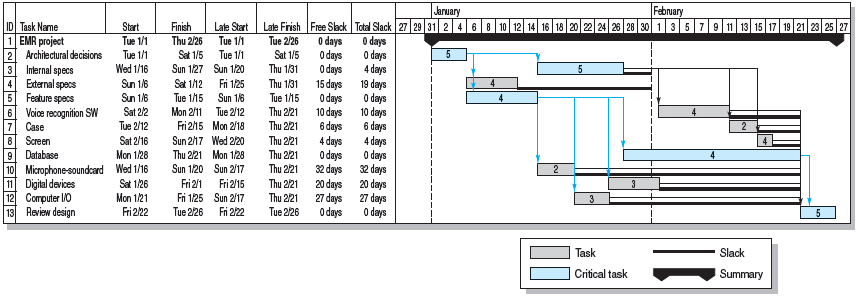 January February
ID Task Name Start Finish Late Start Late Finish Free Slack Total Slack 27 29 31 2 4 6 8 10 12 14 16 18 20 22 24 26 28 30 1 3 5 7 9 11 13 15 17 19 21 23 25 27
1 EMR project Tue 1/1 Thu 2/26 Tue 1/1 Tue 2/26 0 days 0 days
2 Architectural decisions Tue 1/1 Sat 1/5 Tue 1/1 Sat 1/5 0 days 0 days 5
3 Internal specs Wed 1/16 Sun 1/27 Sun 1/20 Thu 1/31 0 days 4 days 5
4 External specs Sun 1/6 Sat 1/12 Fri 1/25 Thu 1/31 15 days 19 days 4
5 Feature specs Sun 1/6 Tue 1/15 Sun 1/6 Tue 1/15 0 days 0 days 4
6 Voice recognition SW Sat 2/2 Mon 2/11 Tue 2/12 Thu 2/21 10 days 10 days 4
7 Case Tue 2/12 Fri 2/15 Mon 2/18 Thu 2/21 6 days 6 days 2
8 Screen Sat 2/16 Sun 2/17 Wed 2/20 Thu 2/21 4 days 4 days 4
9 Database Mon 1/28 Thu 2/21 Mon 1/28 Thu 2/21 0 days 0 days 4
10 Microphone-soundcard Wed 1/16 Sun 1/20 Sun 2/17 Thu 2/21 32 days 32 days 2
11 Digital devices Sat 1/26 Fri 2/1 Fri 2/15 Thu 2/21 20 days 20 days 3
12 Computer I/O Mon 1/21 Fri 1/25 Sun 2/17 Thu 2/21 27 days 27 days 3
13 Review design Fri 2/22 Tue 2/26 Fri 2/22 Tue 2/26 0 days 0 days 5
Task Slack
Critical task Summary